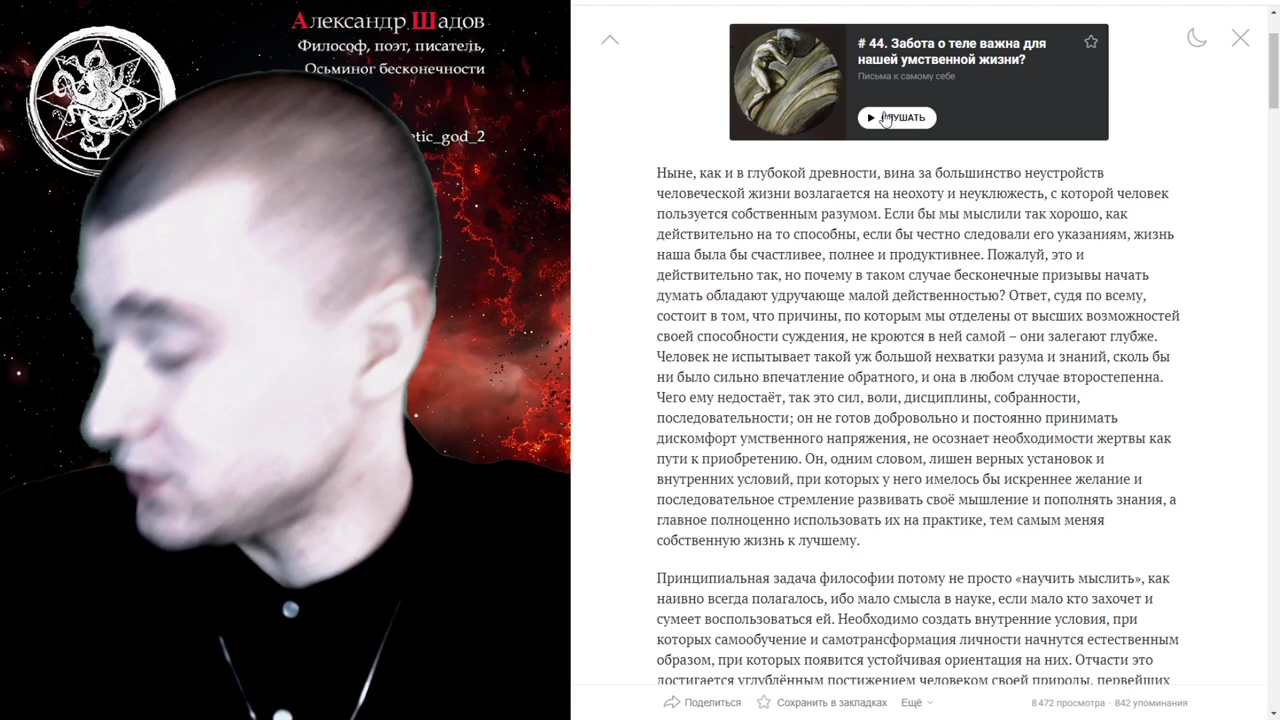 Александр Шадов
Философ, поэт, писатель,
Осьминог бесконечности
etic_god_2
# 44. Забота о теле важна для
нашей умственной жизни?
Письма к самому себе
Ныне, как и в глубокой древности, вина за большинство неустройств
человеческой жизни возлагается на неохоту и неуклюжесть, с которой человек
пользуется собственным разумом. Если бы мы мыслили так хорошо, как
действительно на то способны, если бы честно следовали его указаниям, жизнь
наша была бы счастливее, полнее и продуктивнее. Пожалуй, это и
действительно так, но почему в таком случае бесконечные призывы начать
думать обладают удручающе малой действенностью? Ответ, судя по всему,
состоит в том, что причины, по которым мы отделены от высших возможностей
своей способности суждения, не кроются в ней самой – они залегают глубже.
Человек не испытывает такой уж большой нехватки разума и знаний, сколь бы
ни было сильно впечатление обратного, и она в любом случае второстепенна.
Чего ему недостаёт, так это сил, воли, дисциплины, собранности,
последовательности; он не готов добровольно и постоянно принимать
дискомфорт умственного напряжения, не осознает необходимости жертвы как
пути к приобретению. Он, одним словом, лишен верных установок и
внутренних условий, при которых у него имелось бы искреннее желание и
последовательное стремление развивать своё мышление и пополнять знания, а
главное полноценно использовать их на практике, тем самым меняя
собственную жизнь к лучшему.
Принципиальная задача философии потому не просто «научить мыслить», как
наивно всегда полагалось, ибо мало смысла в науке, если мало кто захочет и
сумеет воспользоваться ей. Необходимо создать внутренние условия, при
которых самообучение и самотрансформация личности начнутся естественным
образом, при которых появится устойчивая ориентация на них. Отчасти это
достигается углублённым постижением человеком своей природы, первейших
Поделиться Сохранить в закладках Ещё 8 472 просмотра · 842 упоминания